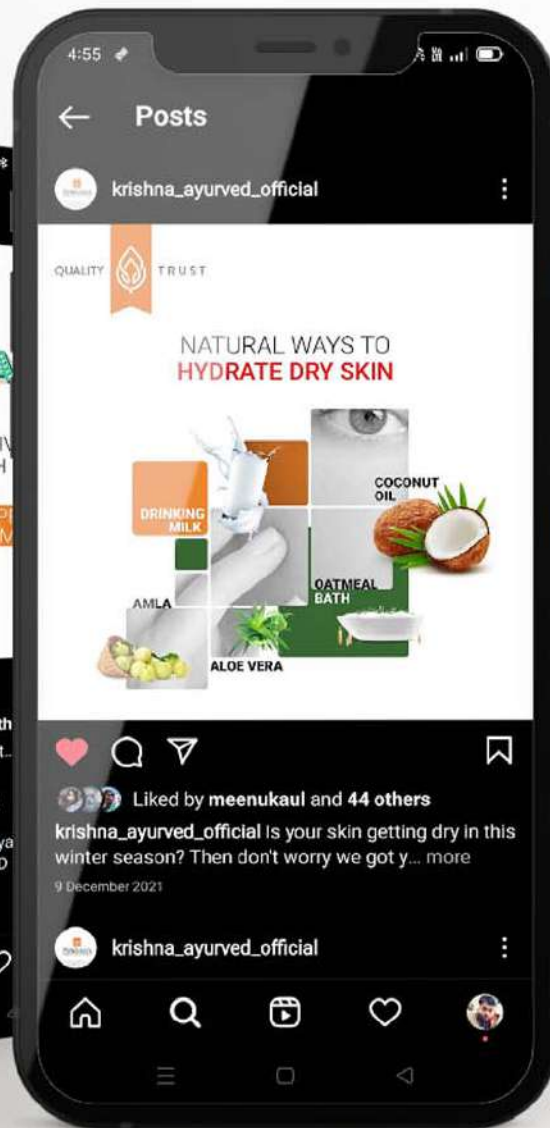 4:55
Posts
krishna_ayurved_official
QUALITY TRUST
NATURAL WAYS TO
HYDRATE DRY SKIN
COCONUT
OIL
DRINKING
MILK
OATMEAL
BATH
AMLA
ALOE VERA
Liked by meenukaul and 44 others
krishna_ayurved_official Is your skin getting dry in this
winter season? Then don't worry we got y... more
9 December 2021
krishna_ayurved_official